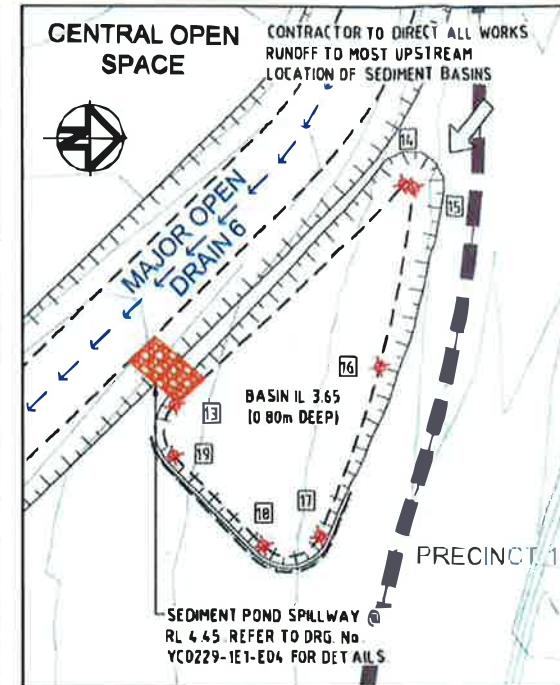 CENTRAL OPEN
SPACE
CONTRACTOR TO DIRECT ALL WORKS
RUNOFF TO MOST UPSTREAM
LOCATION OF SEDIMENT BASINS
N
14
15
MAJOR OPEN
DRAIN 6
16
BASIN IL 3.65
(0.80m DEEP)
13
19
18
17
PRECINCT 1
SEDIMENT POND SPILLWAY
RL 4.45 REFER TO DRG. No
YC0229-1E1-E04 FOR DETAILS